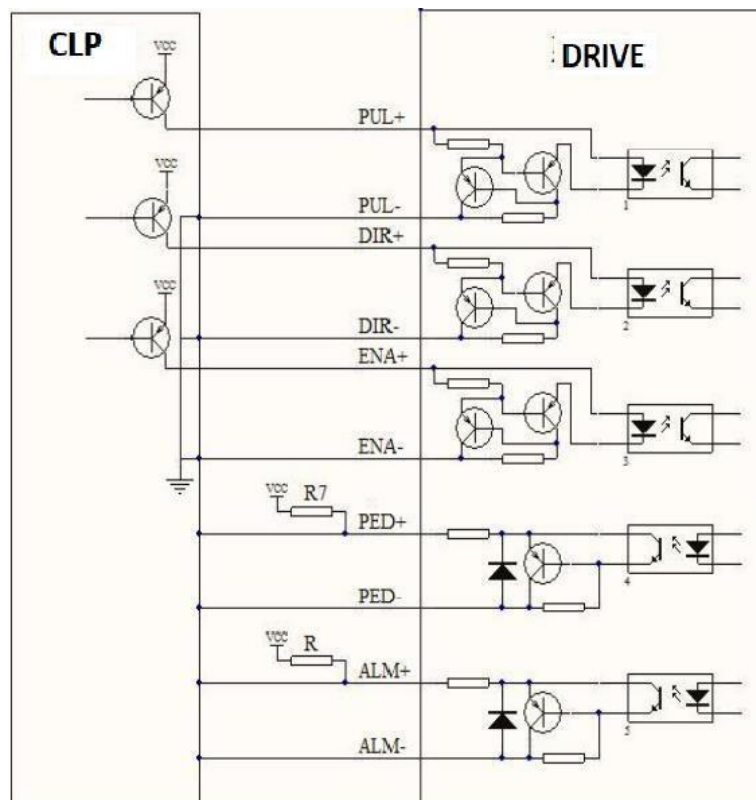 CLP
DRIVE
VCC
PUL+
1
VCC
PUL-
DIR+
2
VCC
DIR-
ENA+
3
ENA-
VCC
R7
PED+
4
PED-
VCC
R
ALM+
5
ALM-